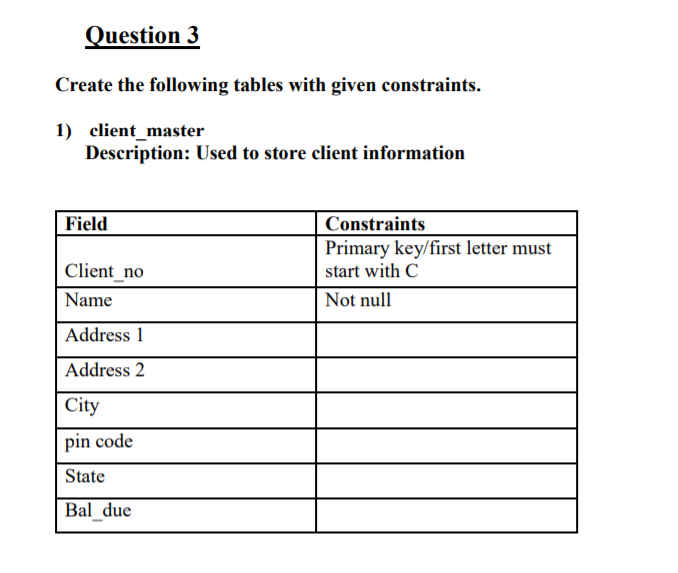 Question 3
Create the following tables with given constraints.
1) client_master
Description: Used to store client information
Field Constraints
Primary key/first letter must
Client_no start with C
Name Not null
Address 1
Address 2
City
pin code
State
Bal_due